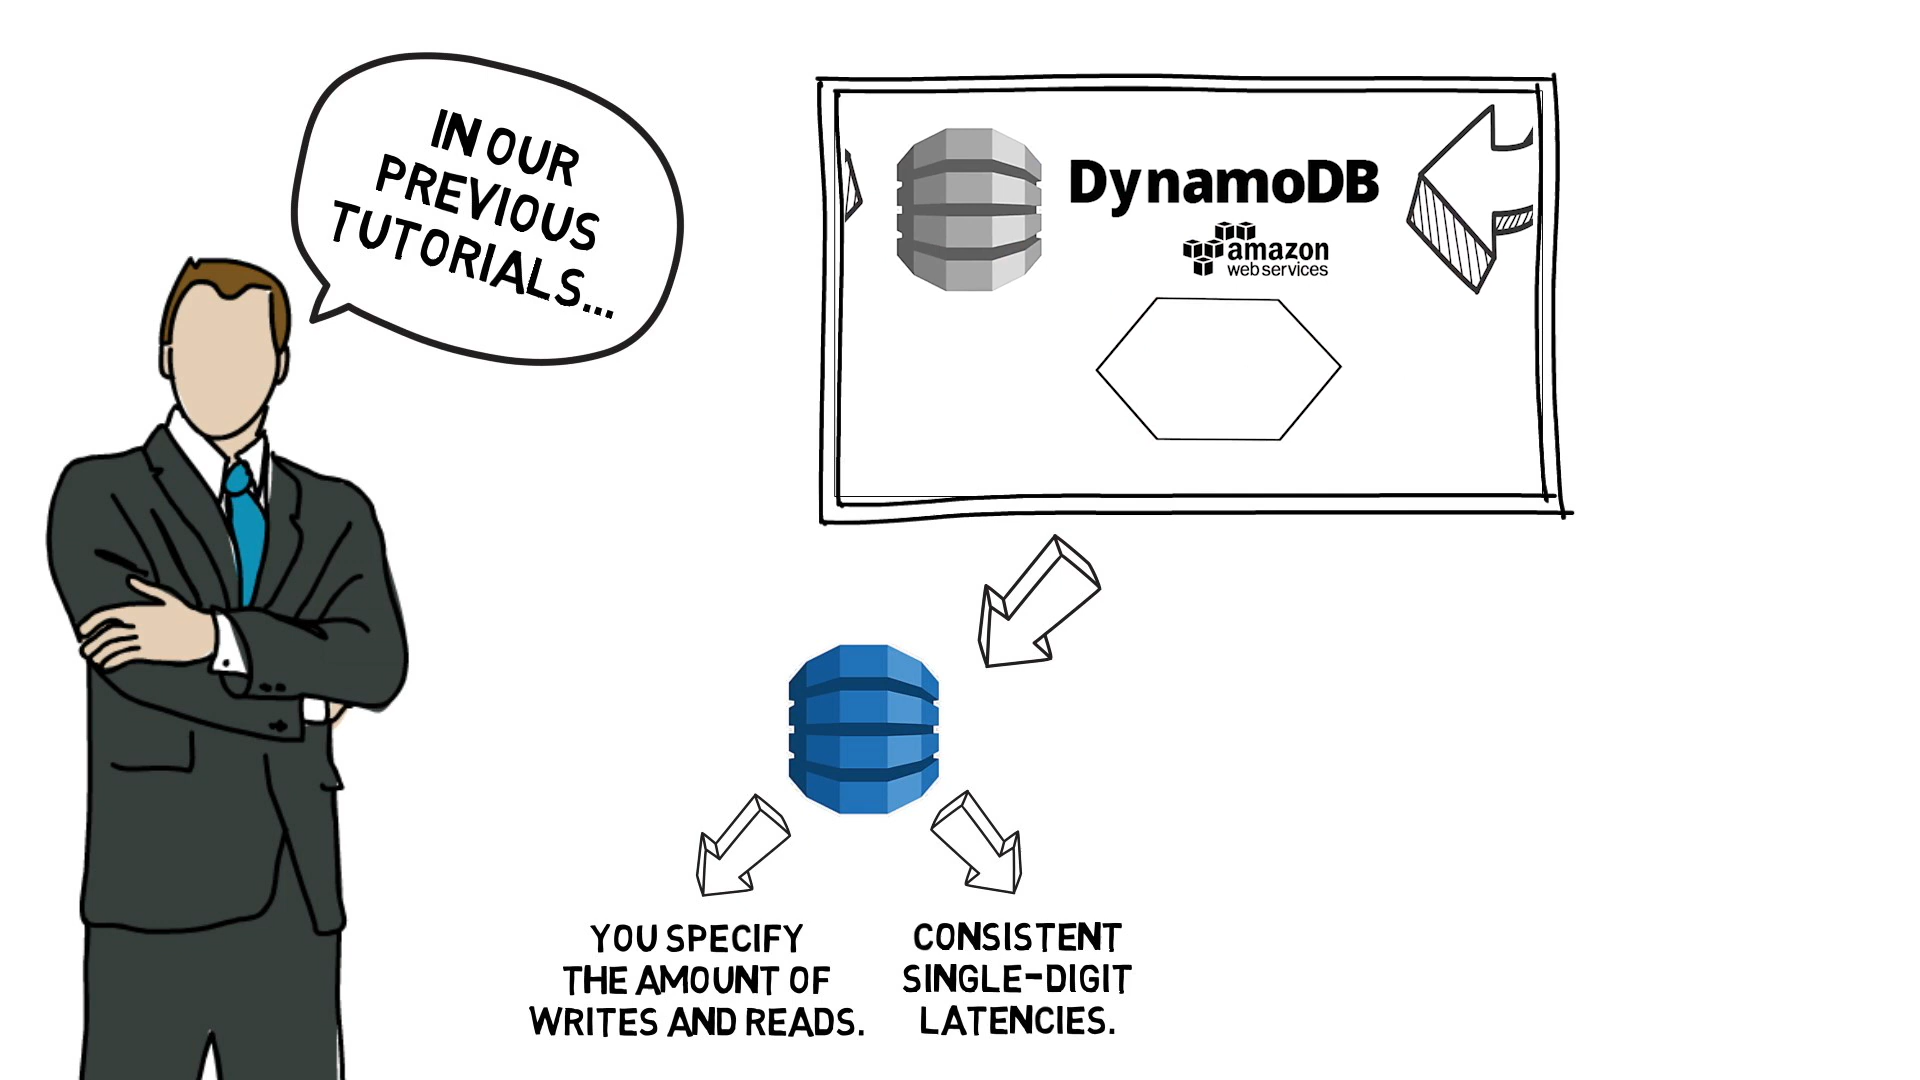 IN OUR
PREVIOUS
TUTORIALS...
DynamoDB
amazon
web services
YOU SPECIFY
THE AMOUNT OF
WRITES AND READS.
CONSISTENT
SINGLE-DIGIT
LATENCIES.